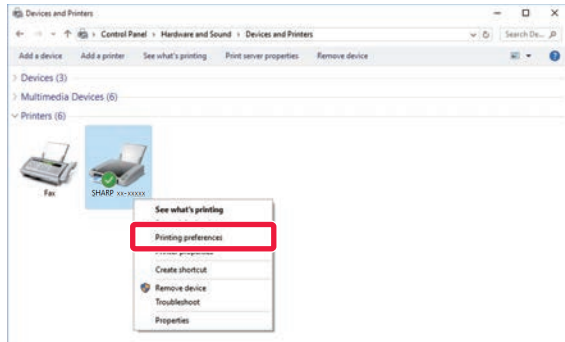 Devices and Printers
Control Panel > Hardware and Sound > Devices and Printers
Search De...
Add a device Add a printer See what's printing Print server properties Remove device
Devices (3)
Multimedia Devices (6)
Printers (6)
Fax
SHARP xx-xxxxx
See what's printing
Printing preferences
Printer properties
Create shortcut
Remove device
Troubleshoot
Properties